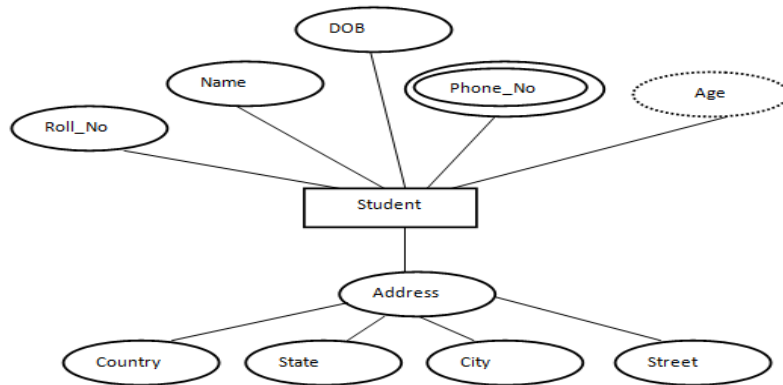 DOB
Name
Phone_No
Age
Roll_No
Student
Address
Country
State
City
Street